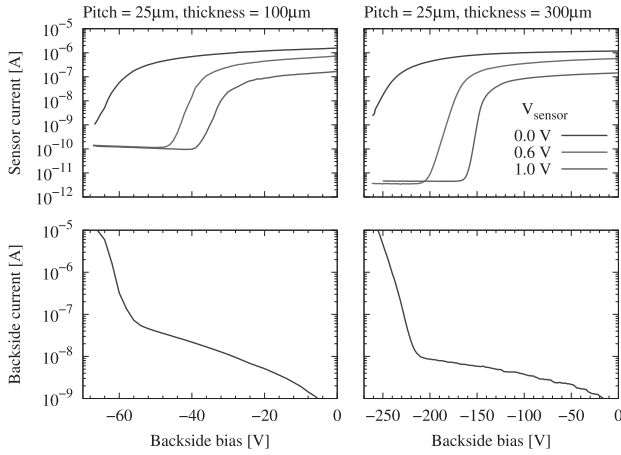 Pitch = 25μm, thickness = 100μm
Pitch = 25μm, thickness = 300μm
Sensor current [A]
10⁻⁵
10⁻⁶
10⁻⁷
10⁻⁸
10⁻⁹
10⁻¹⁰
10⁻¹¹
10⁻¹²
V_sensor
0.0 V
0.6 V
1.0 V
Backside current [A]
10⁻⁵
10⁻⁶
10⁻⁷
10⁻⁸
10⁻⁹
−60 −40 −20 0
−250 −200 −150 −100 −50 0
Backside bias [V]
Backside bias [V]